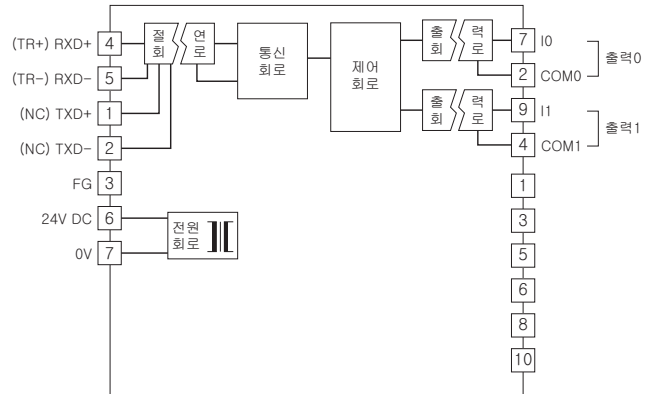 (TR+) RXD+ 4
(TR-) RXD- 5
(NC) TXD+ 1
(NC) TXD- 2
FG 3
24V DC 6
0V 7
절 연
회 로
통신
회로
제어
회로
전원
회로
출 력
회 로
7 I0
2 COM0
출력0
출 력
회 로
9 I1
4 COM1
출력1
1
3
5
6
8
10